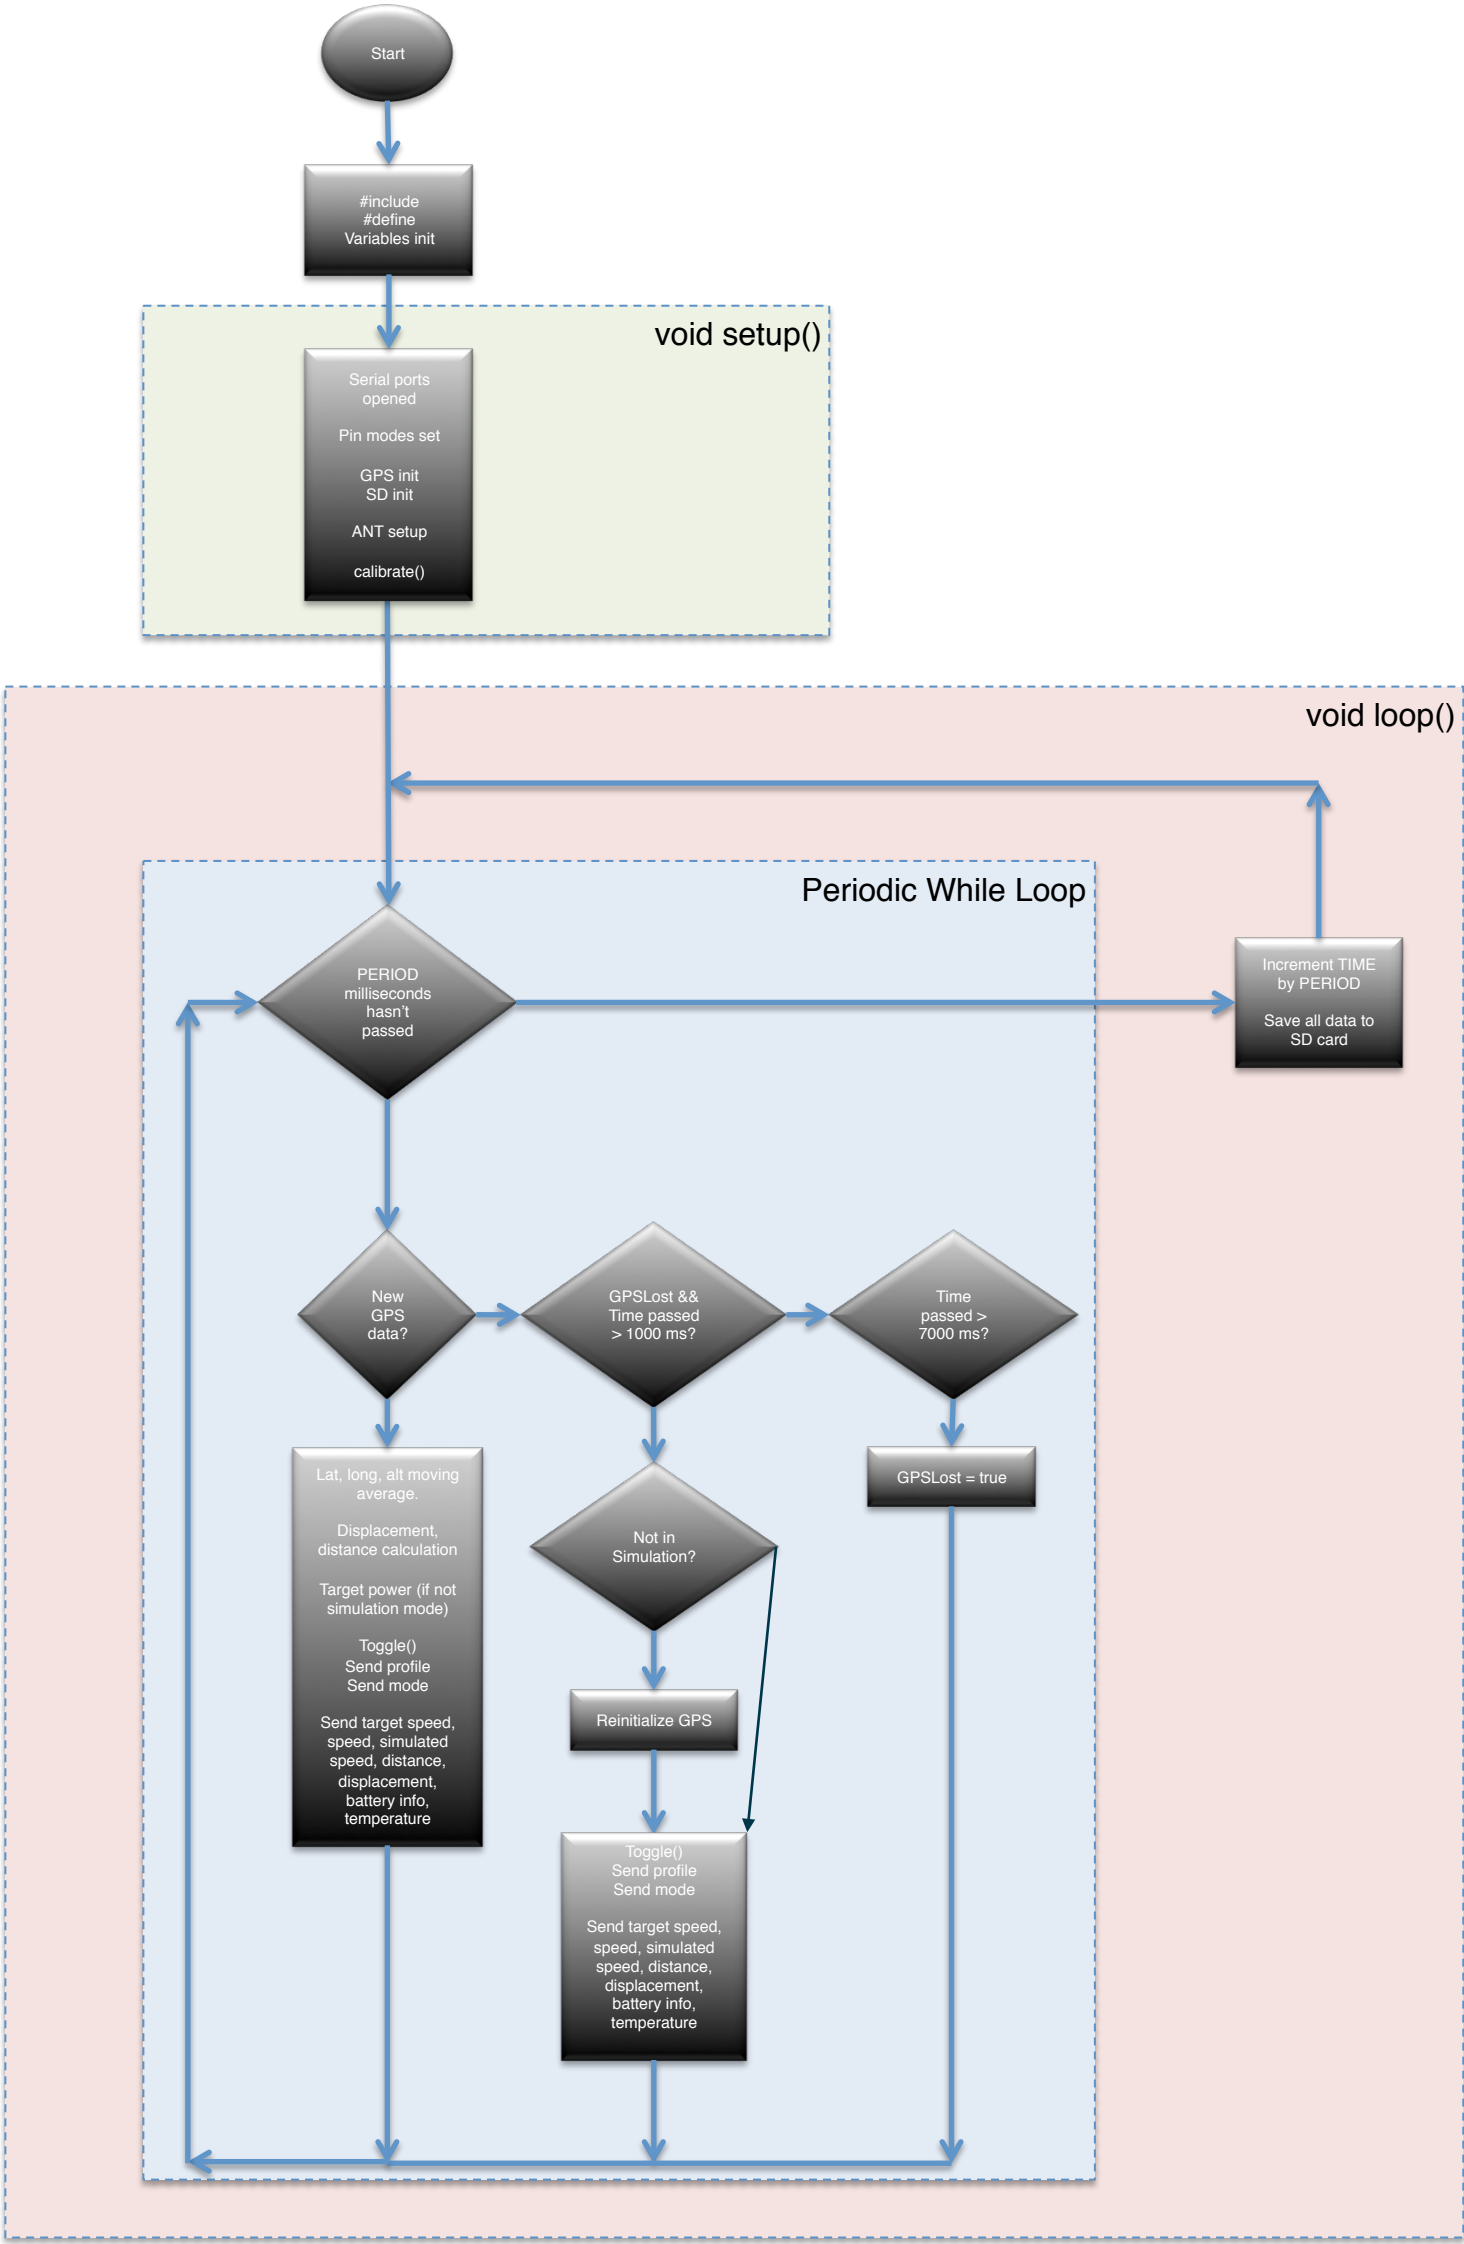 Start
#include
#define
Variables init
void setup()
Serial ports
opened
Pin modes set
GPS init
SD init
ANT setup
calibrate()
void loop()
Periodic While Loop
PERIOD
milliseconds
hasn't
passed
Increment TIME
by PERIOD
Save all data to
SD card
New
GPS
data?
GPSLost &&
Time passed
> 1000 ms?
Time
passed >
7000 ms?
Lat, long, alt moving
average.
Displacement,
distance calculation
Target power (if not
simulation mode)
Toggle()
Send profile
Send mode
Send target speed,
speed, simulated
speed, distance,
displacement,
battery info,
temperature
Not in
Simulation?
GPSLost = true
Reinitialize GPS
Toggle()
Send profile
Send mode
Send target speed,
speed, simulated
speed, distance,
displacement,
battery info,
temperature